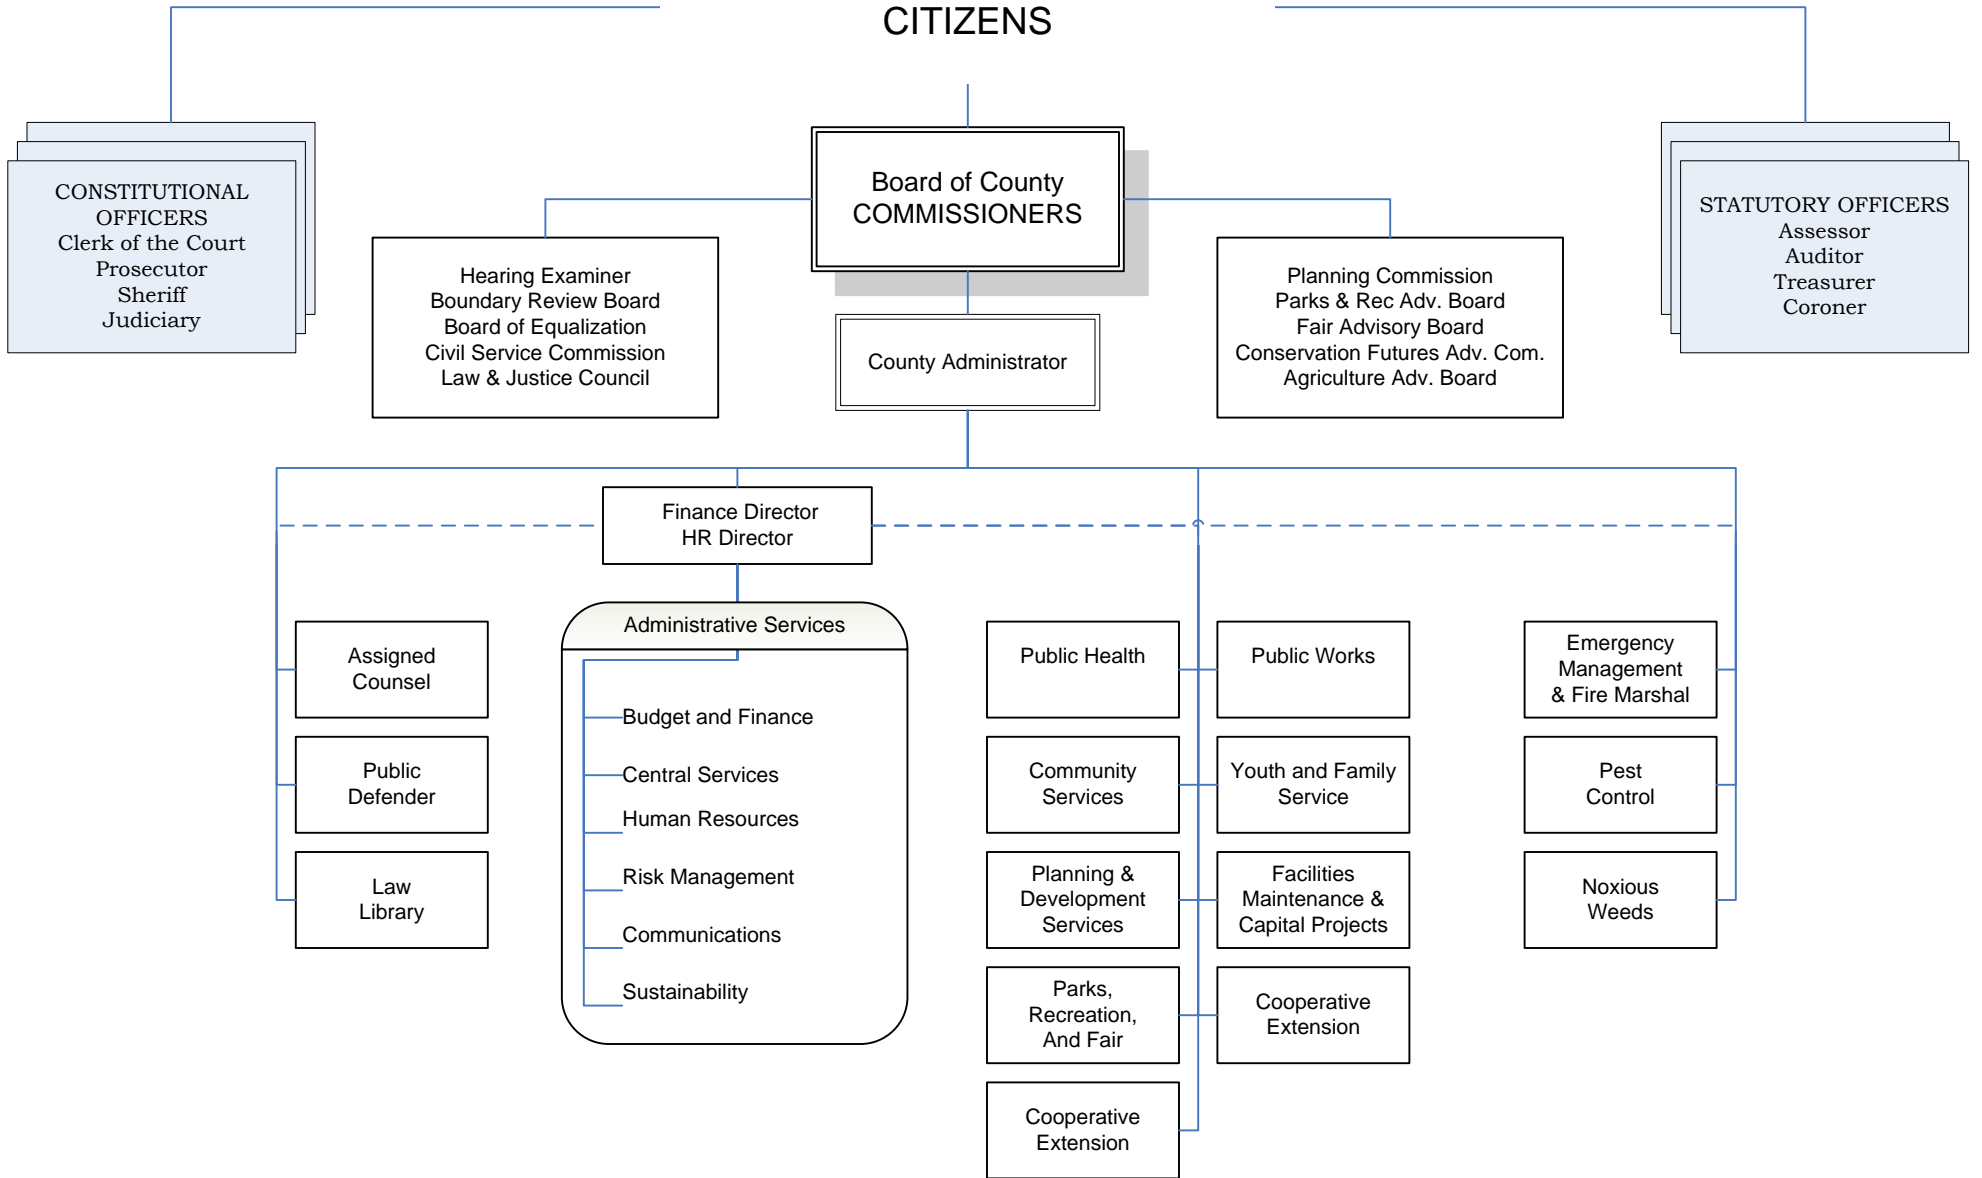 CITIZENS
CONSTITUTIONAL
OFFICERS
Clerk of the Court
Prosecutor
Sheriff
Judiciary
Board of County
COMMISSIONERS
STATUTORY OFFICERS
Assessor
Auditor
Treasurer
Coroner
Hearing Examiner
Boundary Review Board
Board of Equalization
Civil Service Commission
Law & Justice Council
County Administrator
Planning Commission
Parks & Rec Adv. Board
Fair Advisory Board
Conservation Futures Adv. Com.
Agriculture Adv. Board
Finance Director
HR Director
Assigned
Counsel
Public
Defender
Law
Library
Administrative Services
Budget and Finance
Central Services
Human Resources
Risk Management
Communications
Sustainability
Public Health
Public Works
Community
Services
Youth and Family
Service
Planning &
Development
Services
Facilities
Maintenance &
Capital Projects
Parks,
Recreation,
And Fair
Cooperative
Extension
Cooperative
Extension
Emergency
Management
& Fire Marshal
Pest
Control
Noxious
Weeds